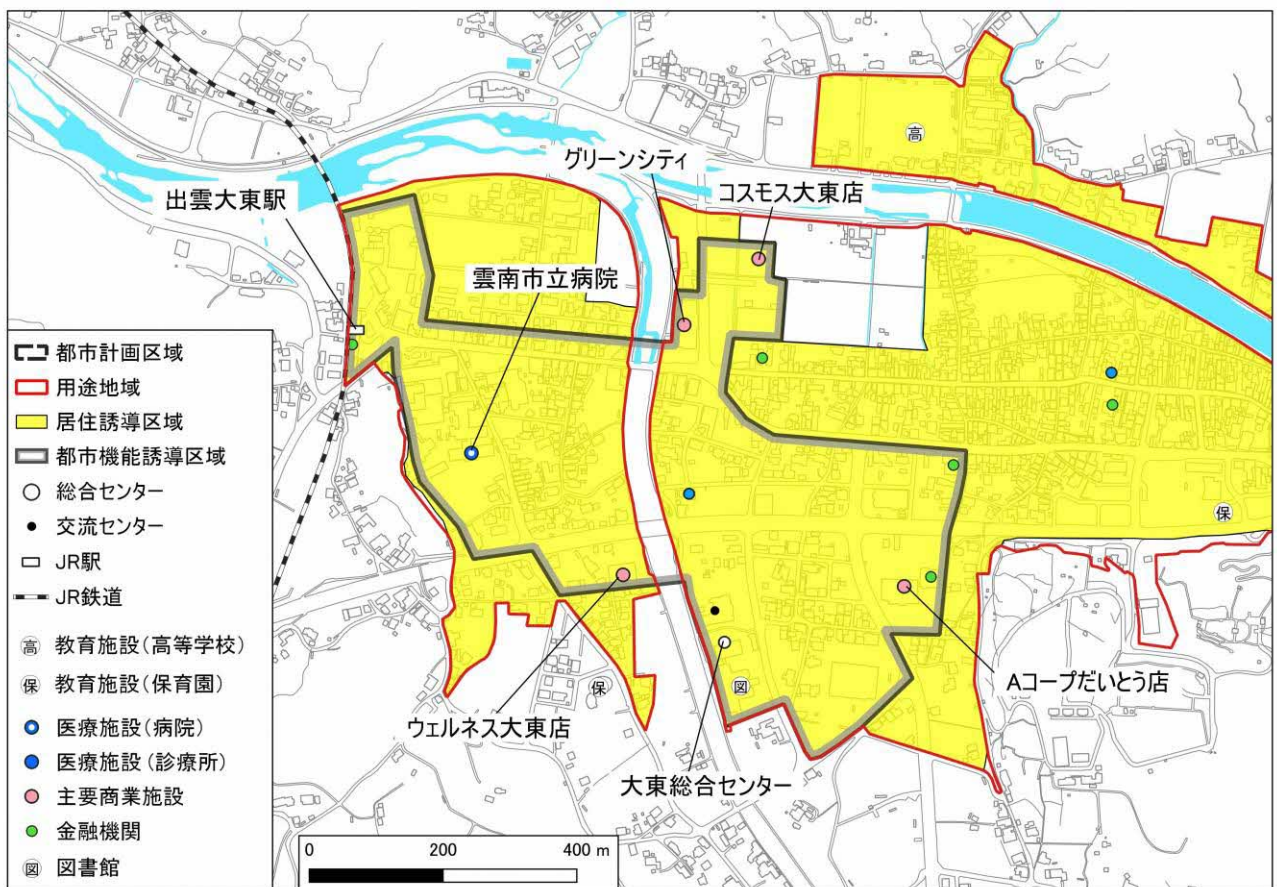 高
グリーンシティ
コスモス大東店
出雲大東駅
雲南市立病院
保
Aコープだいとう店
保
図
ウェルネス大東店
大東総合センター
都市計画区域
用途地域
居住誘導区域
都市機能誘導区域
総合センター
交流センター
JR駅
JR鉄道
高 教育施設(高等学校)
保 教育施設(保育園)
医療施設(病院)
医療施設(診療所)
主要商業施設
金融機関
図 図書館
0 200 400 m